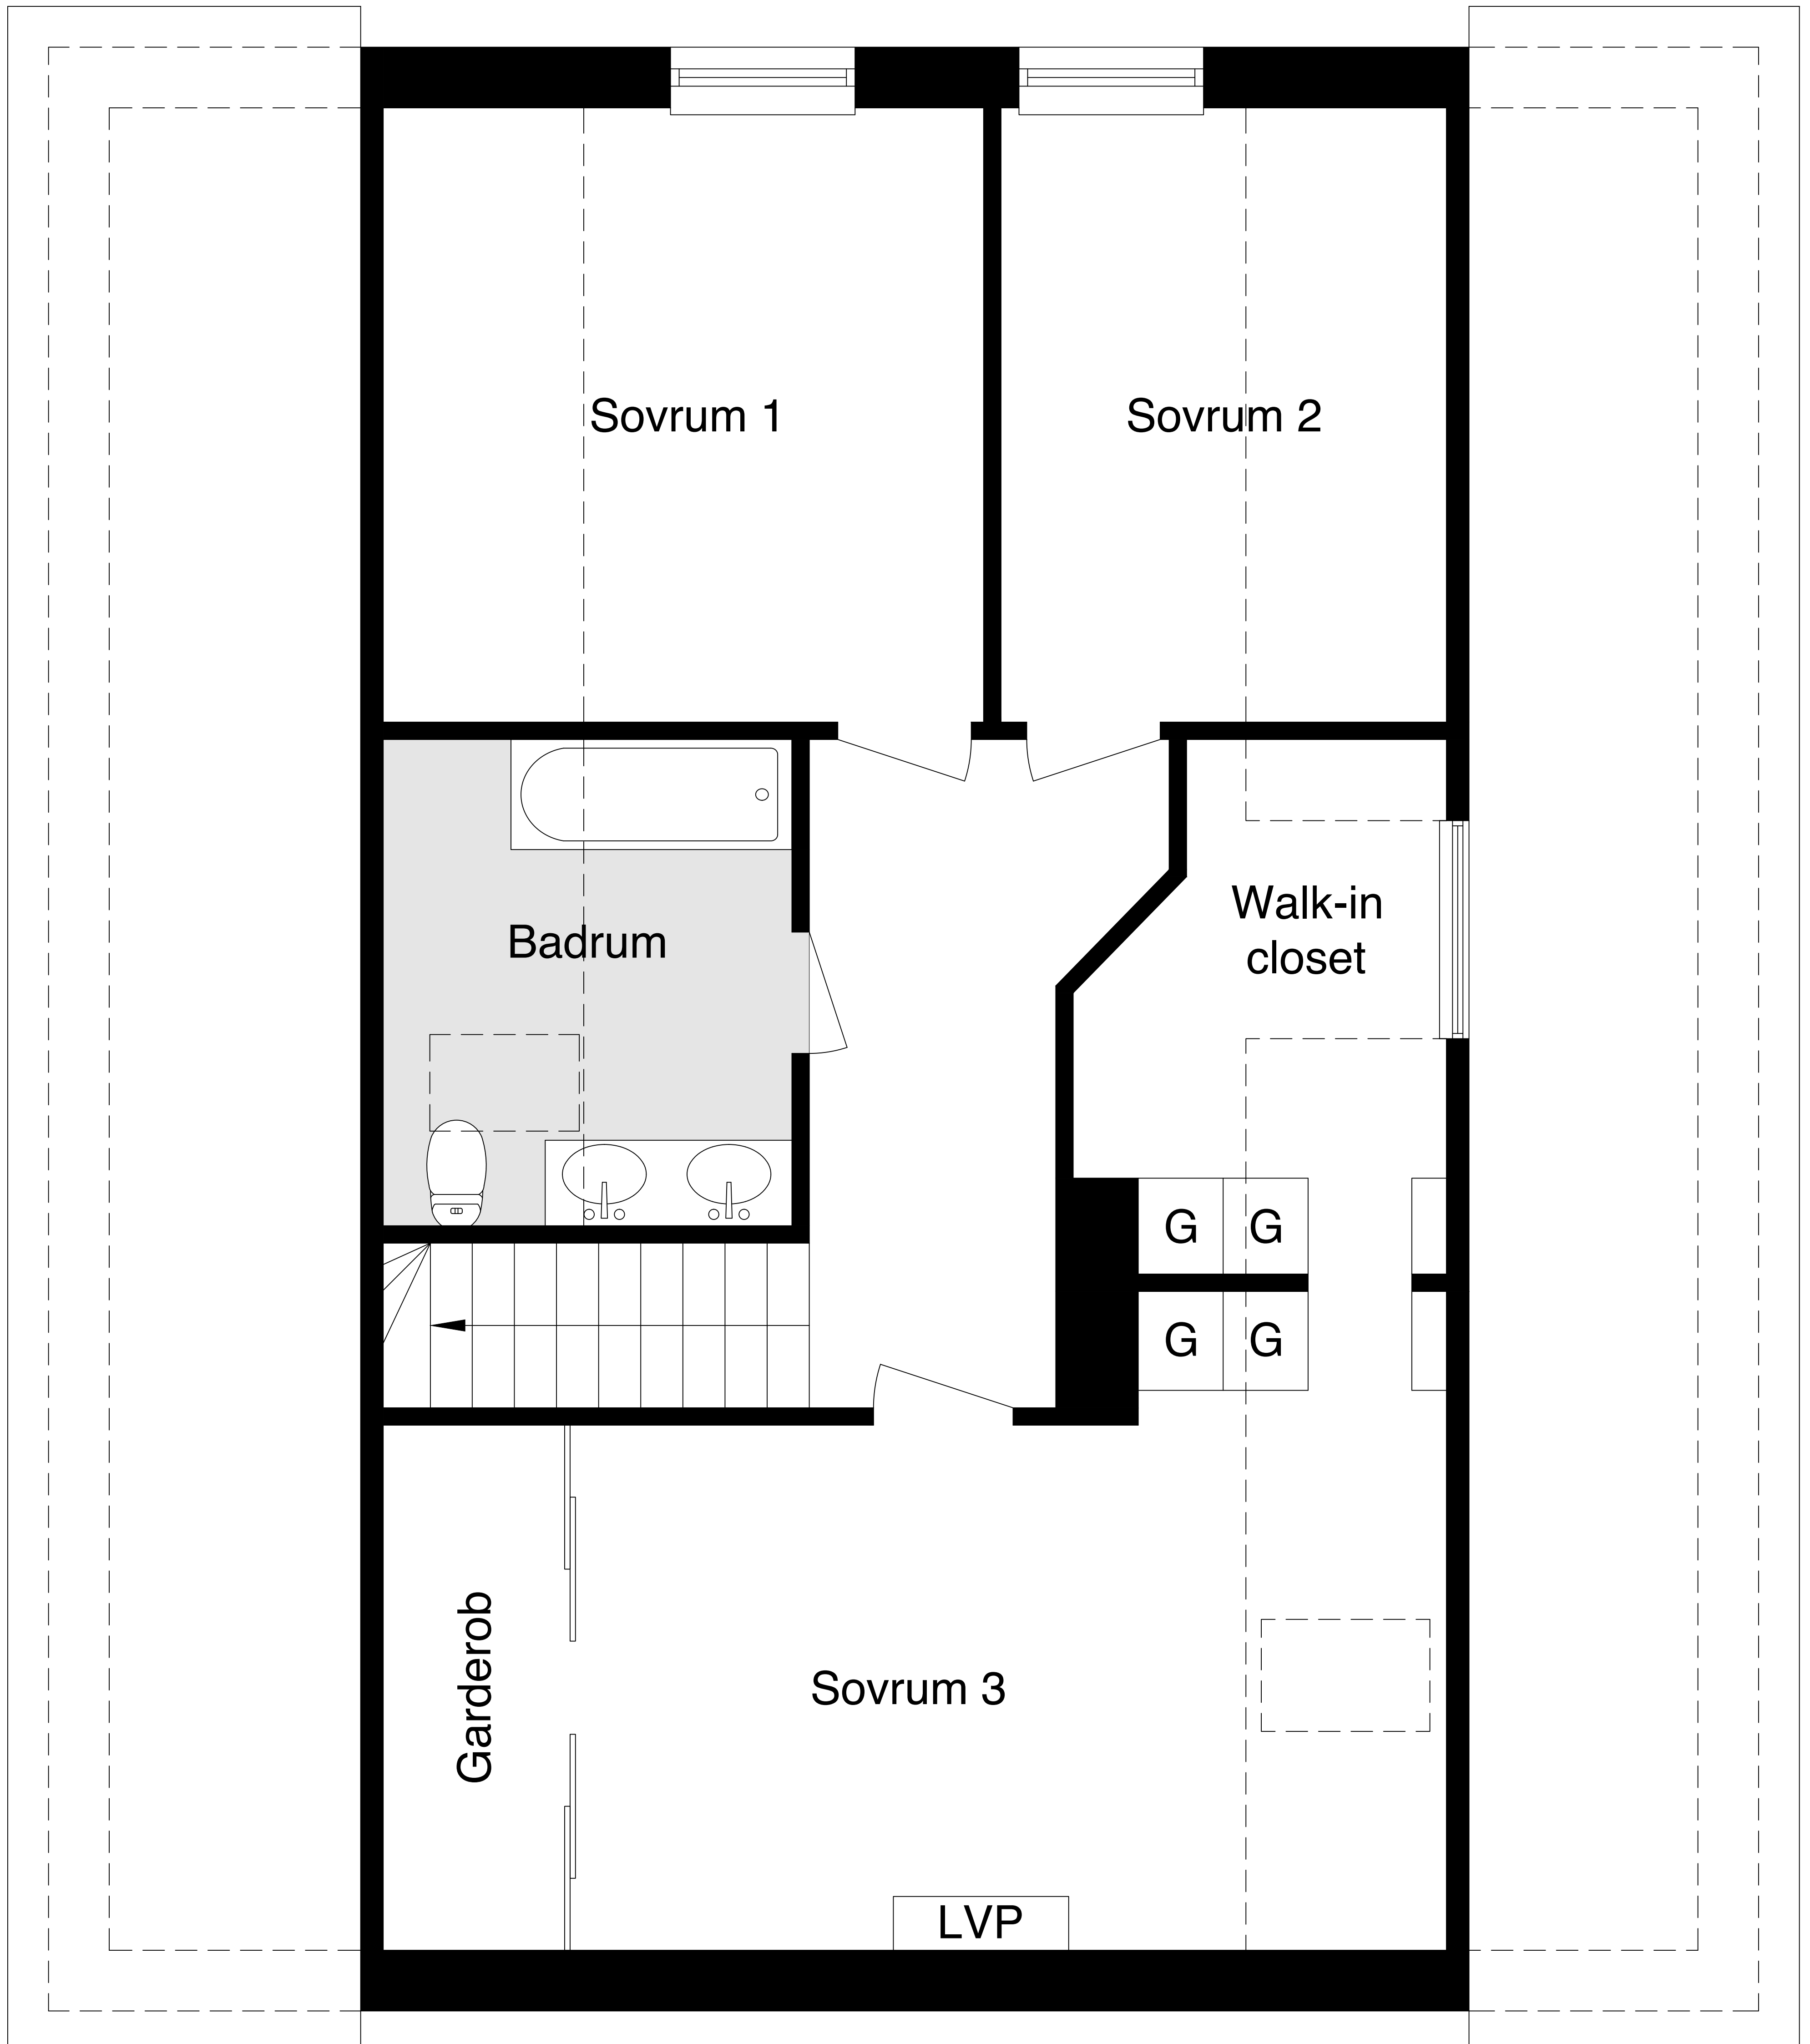 Sovrum 1
Sovrum 2
Badrum
Walk-in
closet
G G
G G
Garderob
Sovrum 3
LVP